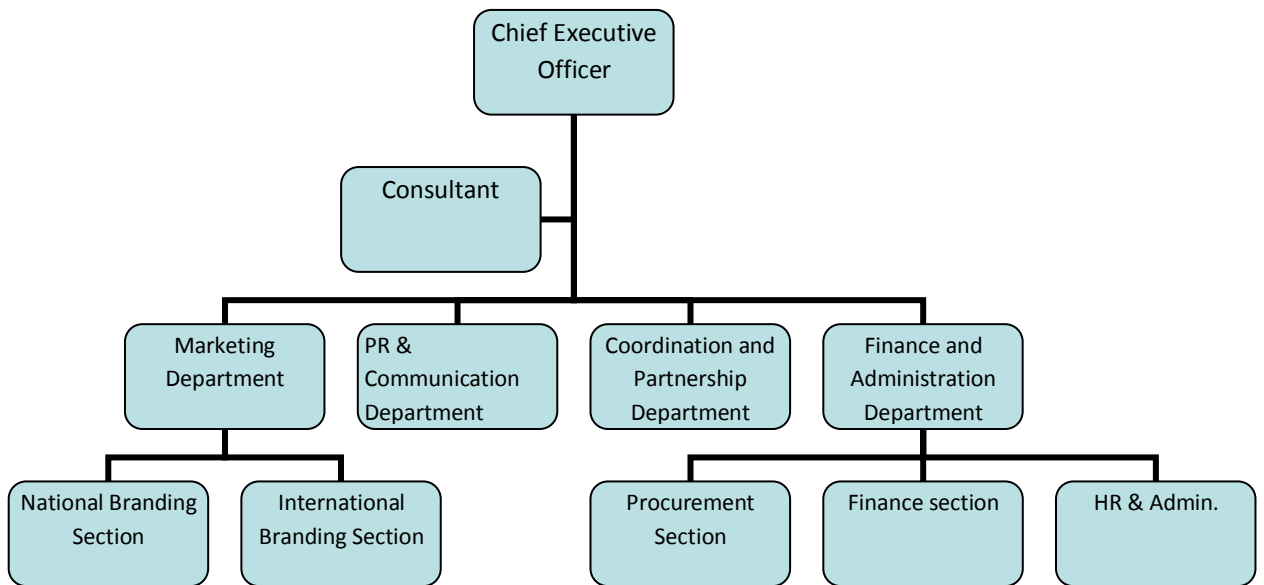 Chief Executive
Officer
Consultant
Marketing
Department
PR &
Communication
Department
Coordination and
Partnership
Department
Finance and
Administration
Department
National Branding
Section
International
Branding Section
Procurement
Section
Finance section
HR & Admin.